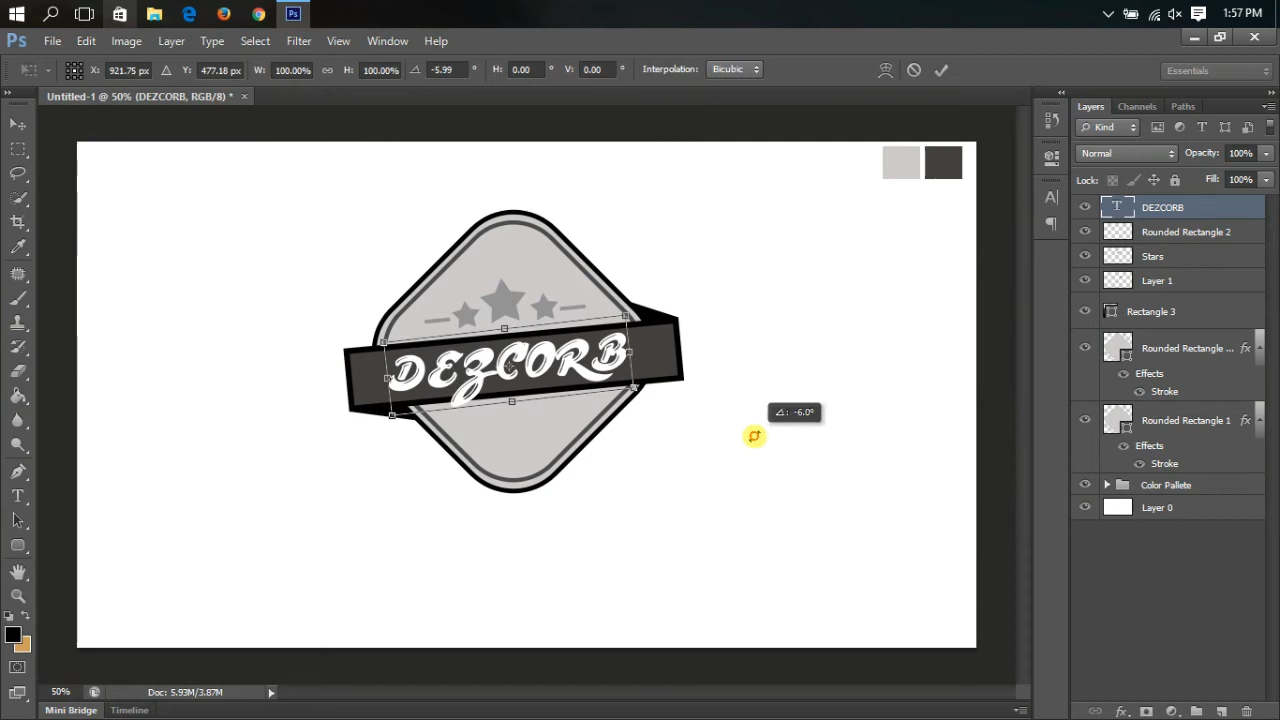 1:57 PM
Ps
Ps File Edit Image Layer Type Select Filter View Window Help
X: 921.75 px Y: 477.18 px W: 100.00% H: 100.00% -5.99 ° H: 0.00 ° V: 0.00 ° Interpolation: Bicubic Essentials
Untitled-1 @ 50% (DEZCORB, RGB/8) * ×
Layers Channels Paths
Kind
Normal Opacity: 100%
Lock: Fill: 100%
T DEZCORB
Rounded Rectangle 2
Stars
Layer 1
Rectangle 3
Rounded Rectangle ... fx
Effects
Stroke
Rounded Rectangle 1 fx
Effects
Stroke
Color Pallete
Layer 0
DEZCORB
: -6.0°
50% Doc: 5.93M/3.87M
Mini Bridge Timeline